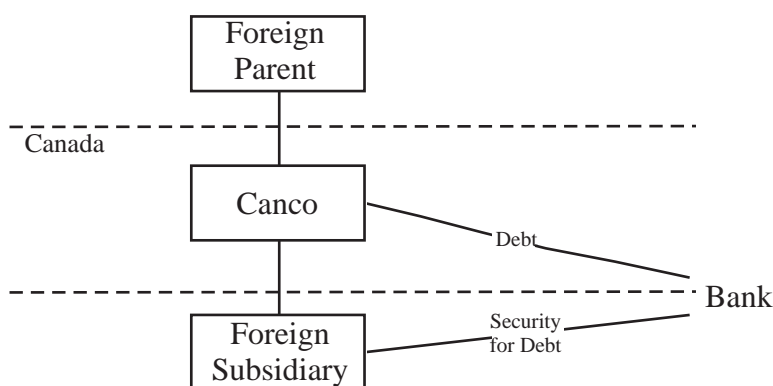 Foreign
Parent
Canada
Canco
Debt
Bank
Foreign
Subsidiary
Security
for Debt